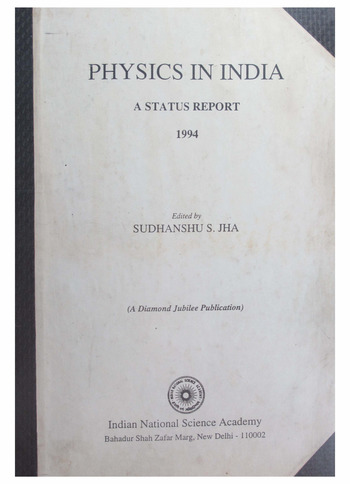 PHYSICS IN INDIA
A STATUS REPORT
1994
Edited by
SUDHANSHU S. JHA
(A Diamond Jubilee Publication)
Indian National Science Academy
Bahadur Shah Zafar Marg, New Delhi - 110002